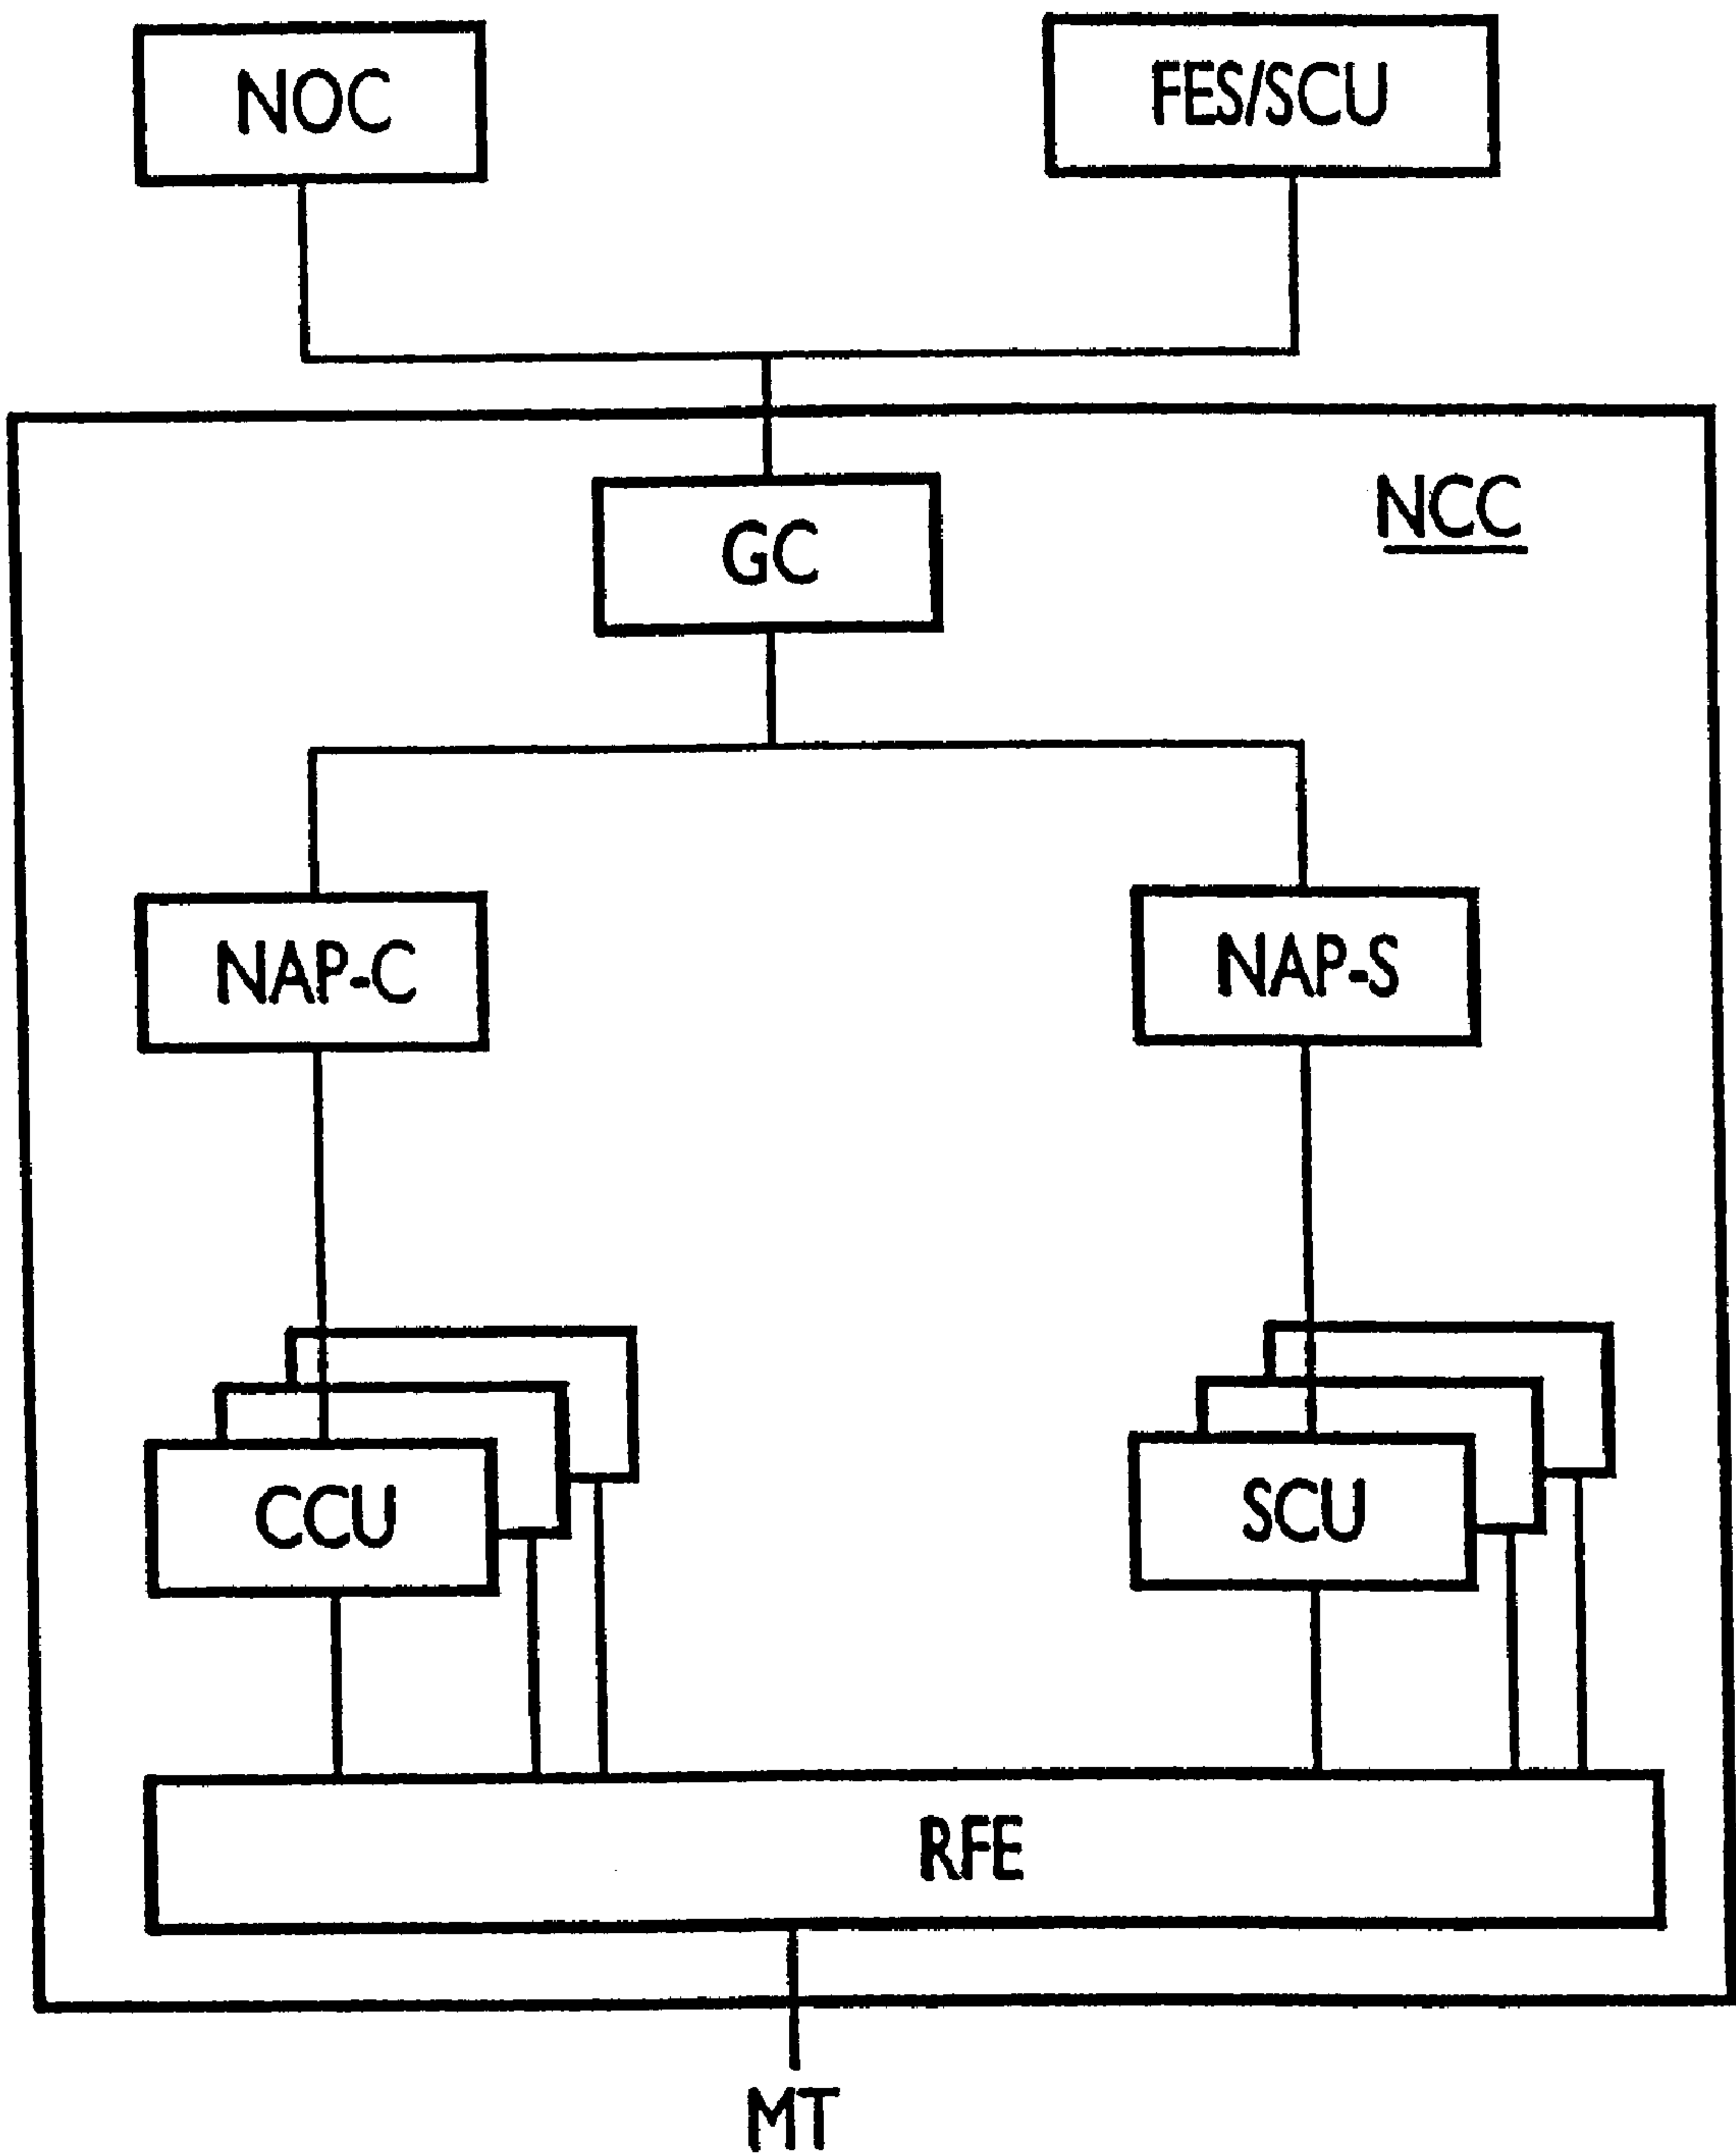 NOC
FES/SCU
NCC
GC
NAP-C
NAP-S
CCU
SCU
RFE
MT